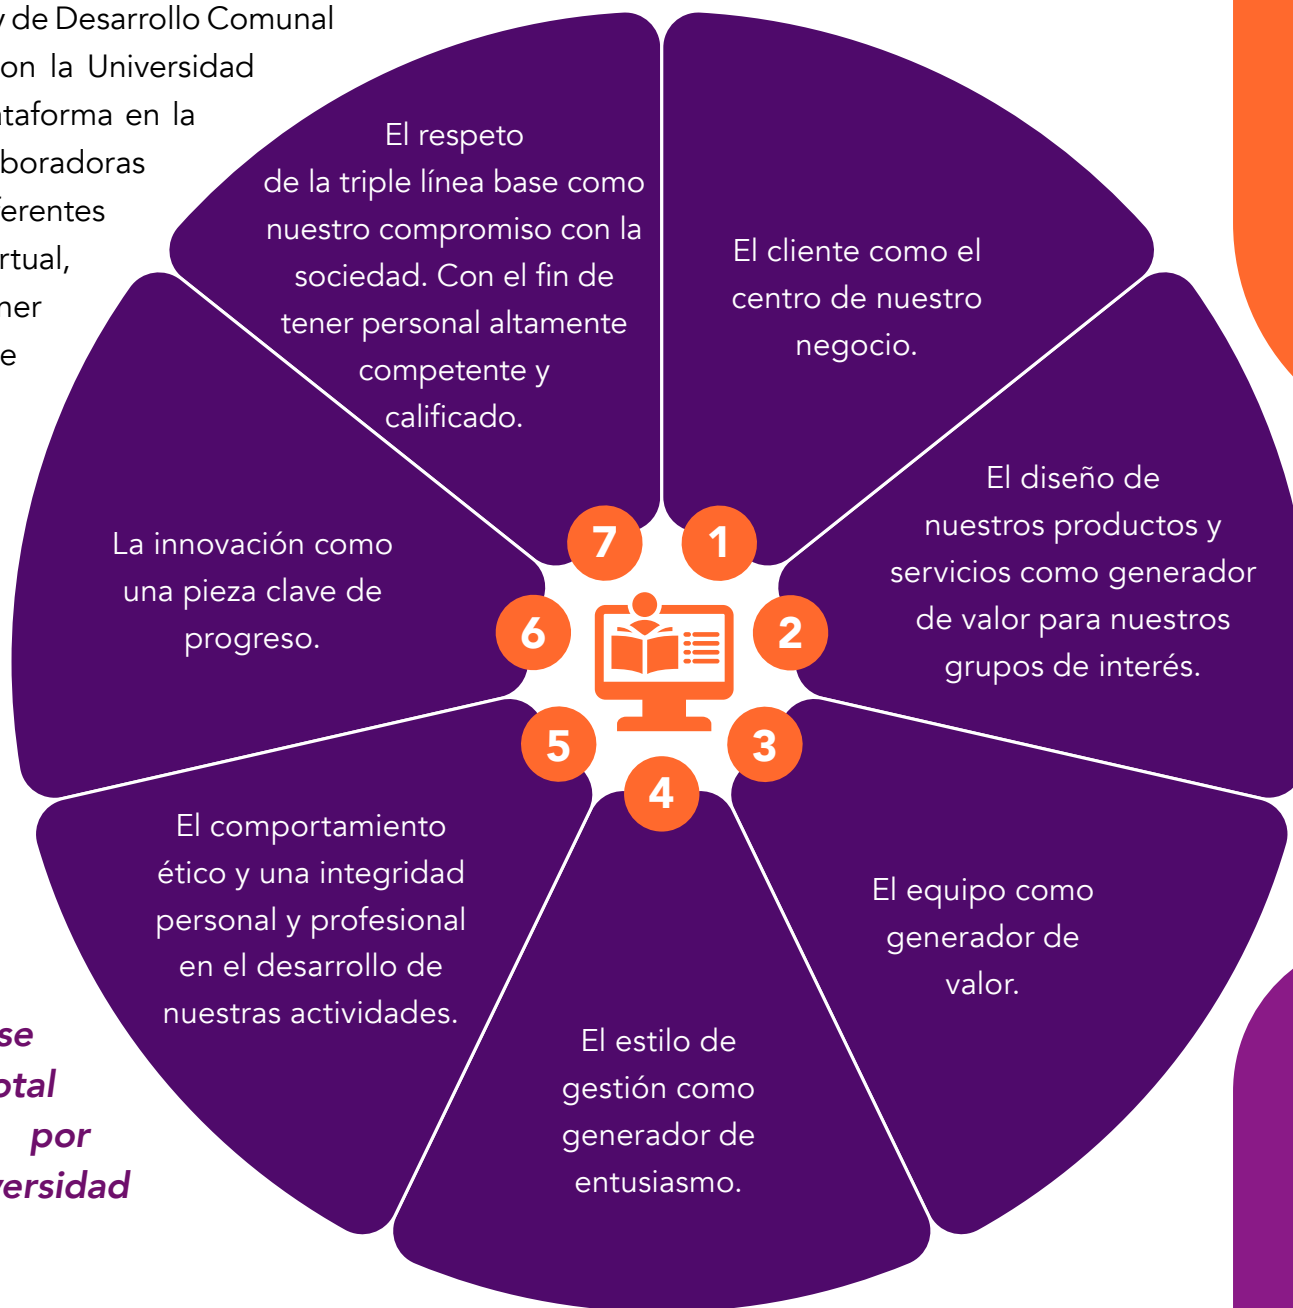 y de Desarrollo Comunal
on la Universidad
en la
ner
El respeto
de la triple línea base como
nuestro compromiso con la
sociedad. Con el fin de
tener personal altamente
competente y
calificado.
El cliente como el
centro de nuestro
negocio.
El diseño de
nuestros productos y
servicios como generador
de valor para nuestros
grupos de interés.
El equipo como
generador de
valor.
El estilo de
gestión como
generador de
entusiasmo.
El comportamiento
ético y una integridad
personal y profesional
en el desarrollo de
nuestras actividades.
La innovación como
una pieza clave de
progreso.
7
1
6
2
5
3
4
se
otal
por
versidad